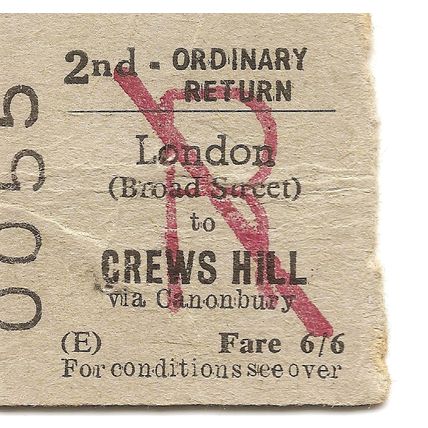 2nd - ORDINARY
RETURN
London
(Broad Street)
to
CREWS HILL
via Canonbury
(E) Fare 6/6
For conditions see over
0055
R